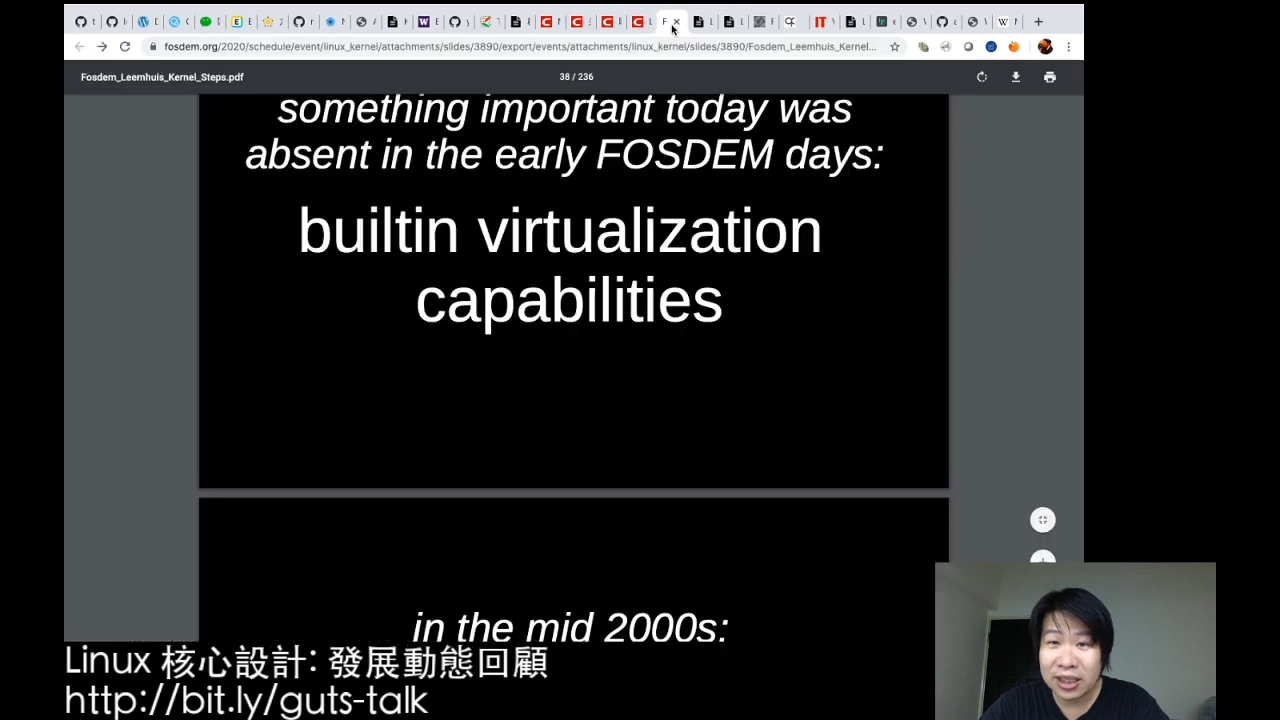 fosdem.org/2020/schedule/event/linux_kernel/attachments/slides/3890/export/events/attachments/linux_kernel/slides/3890/Fosdem_Leemhuis_Kernel...
Fosdem_Leemhuis_Kernel_Steps.pdf
38 / 236
something important today was
absent in the early FOSDEM days:
builtin virtualization
capabilities
in the mid 2000s:
Linux 核心設計: 發展動態回顧
http://bit.ly/guts-talk